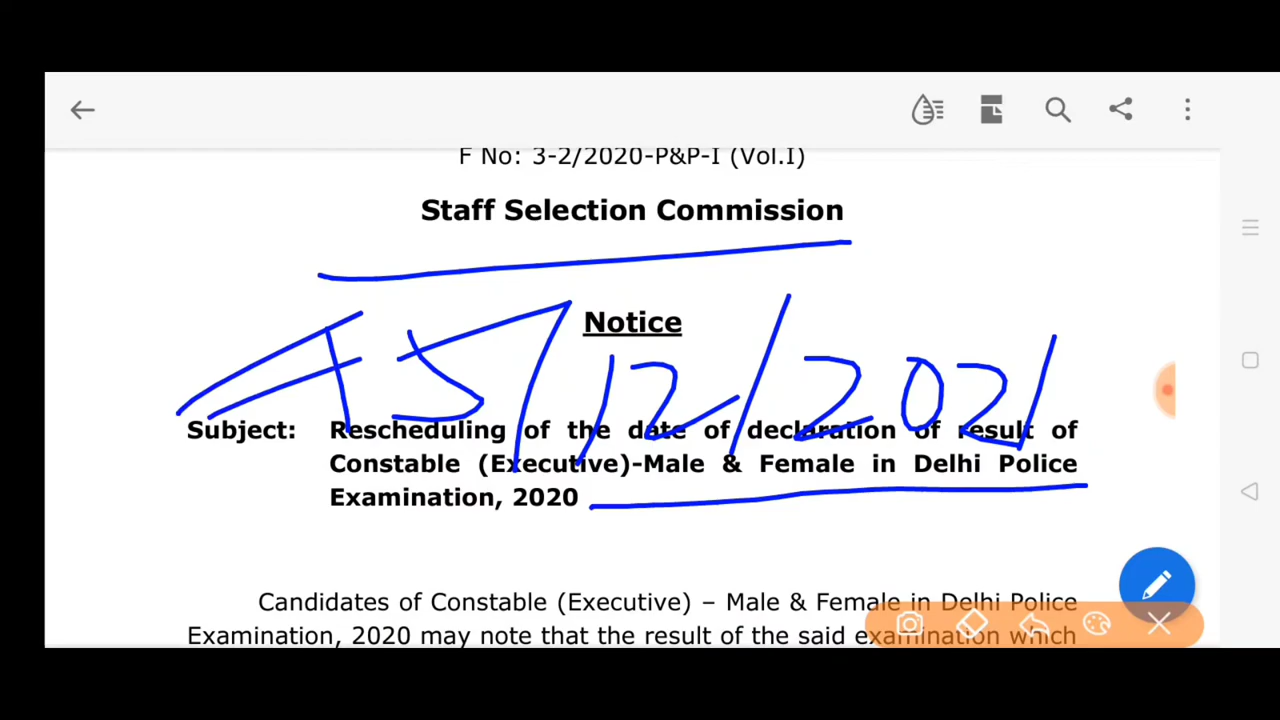 F No: 3-2/2020-P&P-I (Vol.I)
Staff Selection Commission
Notice
15/12/2021
Subject: Rescheduling of the date of declaration of result of
Constable (Executive)-Male & Female in Delhi Police
Examination, 2020
Candidates of Constable (Executive) – Male & Female in Delhi Police
Examination, 2020 may note that the result of the said examination which